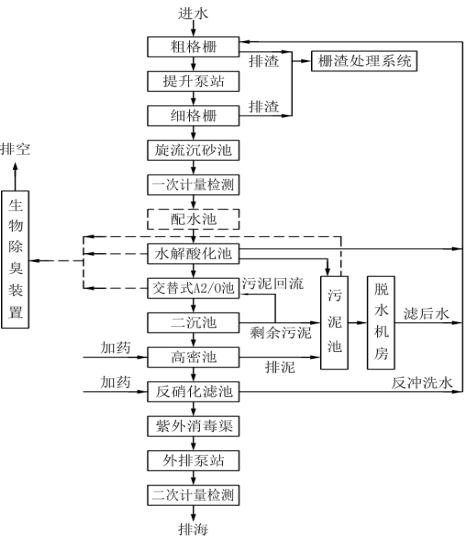 进水
粗格栅
排渣
栅渣处理系统
提升泵站
细格栅
排渣
旋流沉砂池
排空
一次计量检测
生物除臭装置
配水池
水解酸化池
交替式A2/O池
污泥回流
污泥池
脱水机房
滤后水
二沉池
剩余污泥
加药
高密池
排泥
加药
反硝化滤池
反冲洗水
紫外消毒渠
外排泵站
二次计量检测
排海